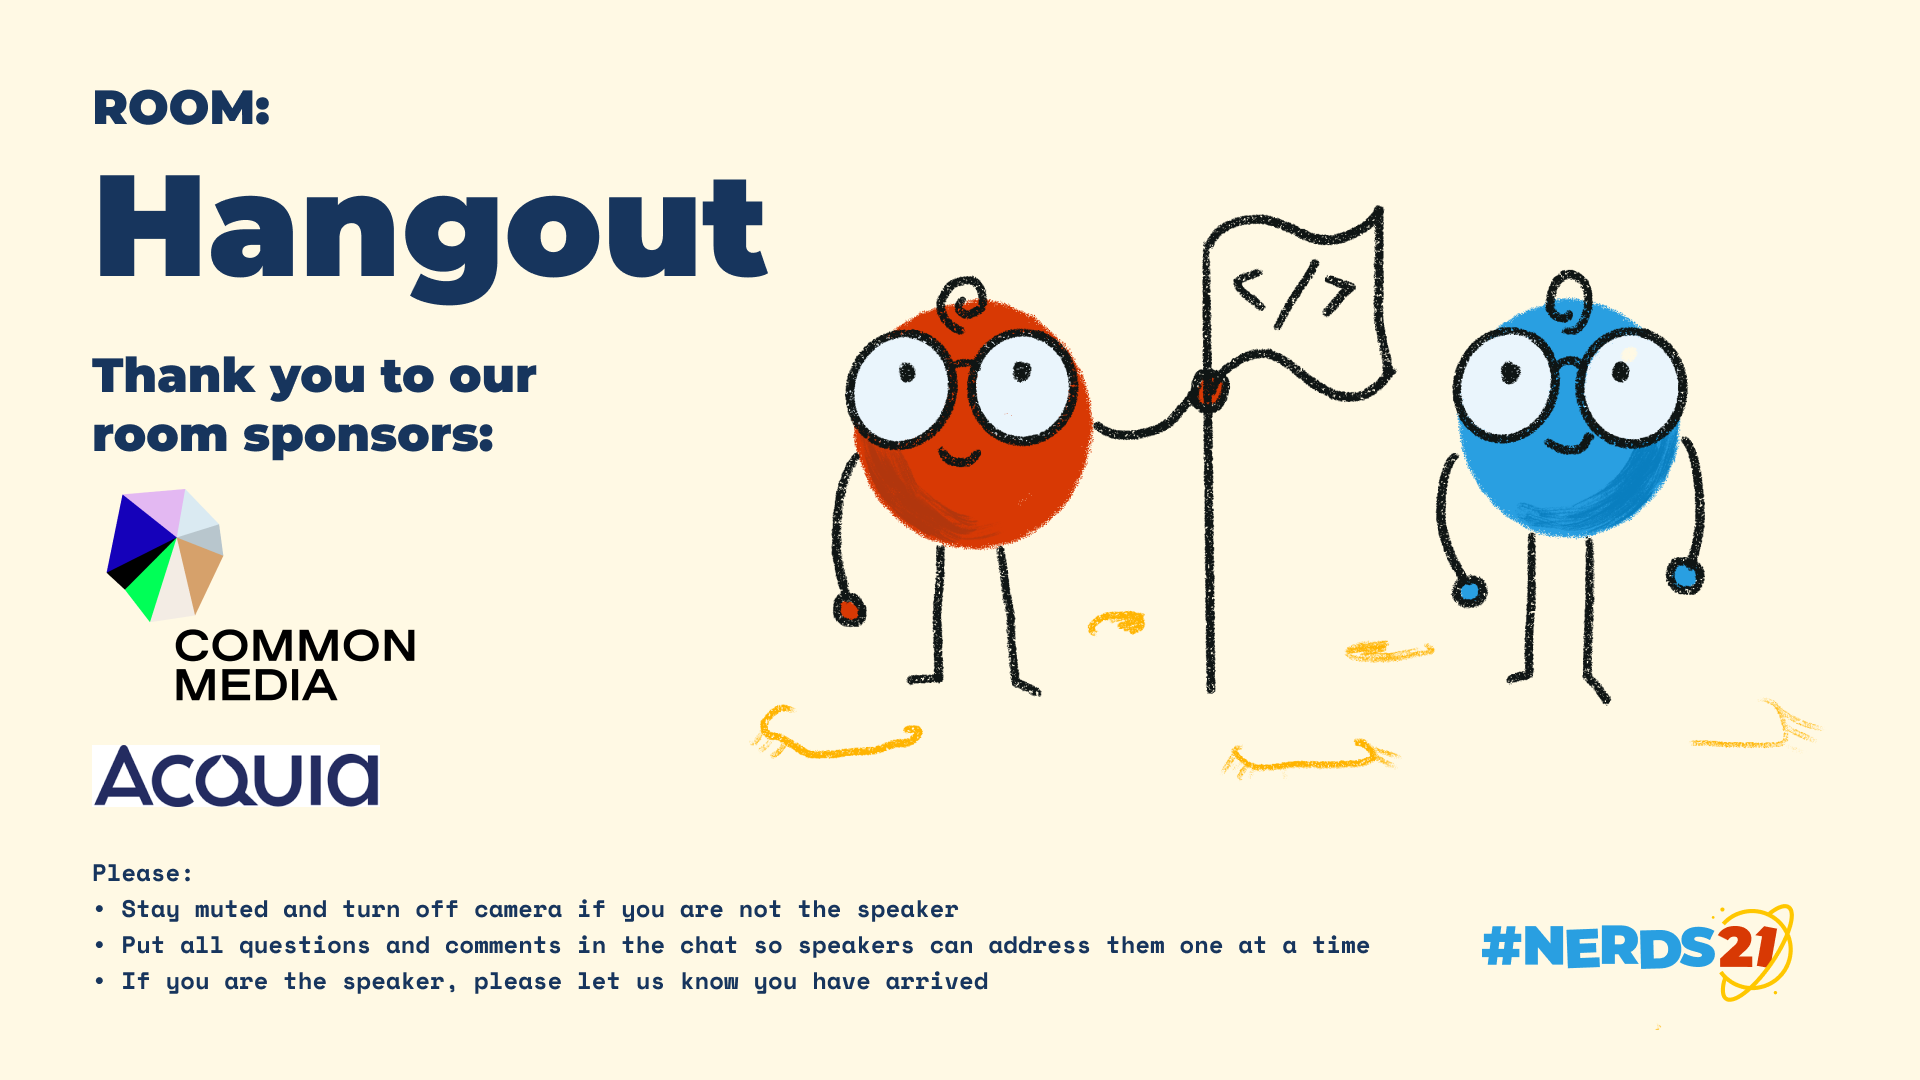 ROOM:
Hangout
</>
Thank you to our
room sponsors:
COMMON
MEDIA
Acquia
Please:
• Stay muted and turn off camera if you are not the speaker
• Put all questions and comments in the chat so speakers can address them one at a time
• If you are the speaker, please let us know you have arrived
#NERDS21